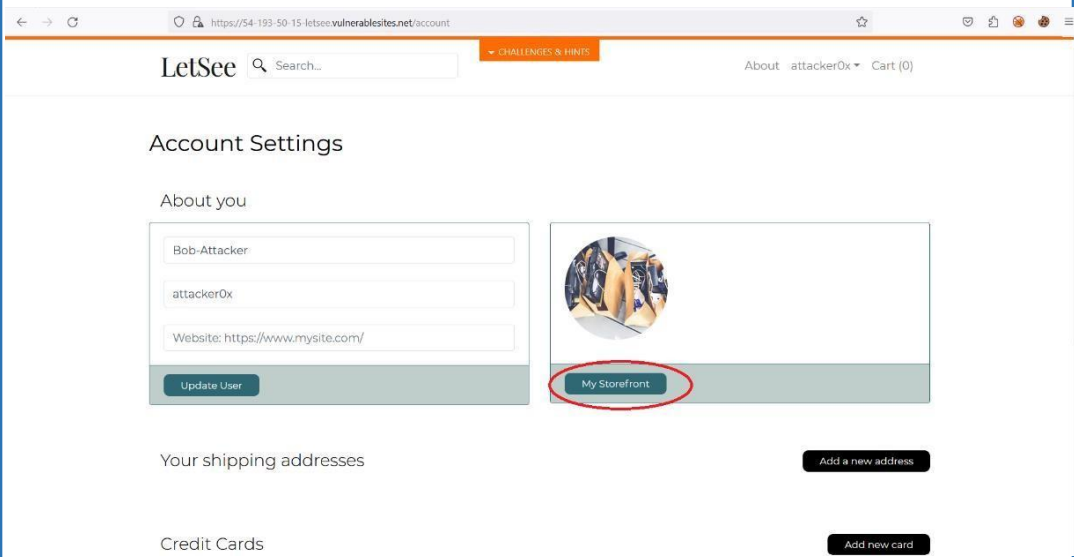 https://54-193-50-15-letsee.vulnerablesites.net/account
CHALLENGES & HINTS
LetSee Search... About attacker0x Cart (0)
Account Settings
About you
Bob-Attacker
attacker0x
Website: https://www.mysite.com/
Update User My Storefront
Your shipping addresses Add a new address
Credit Cards Add new card